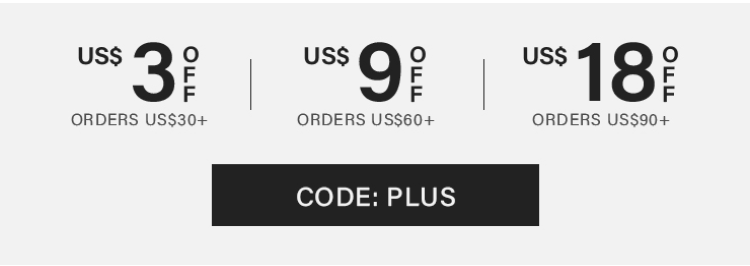 US$ 3 OFF
ORDERS US$30+
US$ 9 OFF
ORDERS US$60+
US$ 18 OFF
ORDERS US$90+
CODE: PLUS